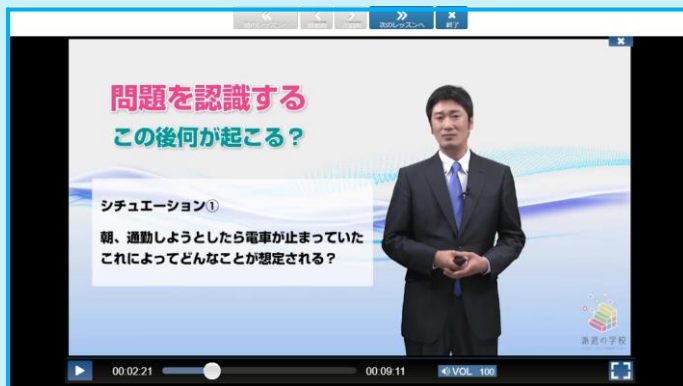 次のレッスンへ
終了
問題を認識する
この後何が起こる？
シチュエーション①
朝、通勤しようとしたら電車が止まっていた
これによってどんなことが想定される？
派遣の学校
00:02:21
00:09:11
VOL 100